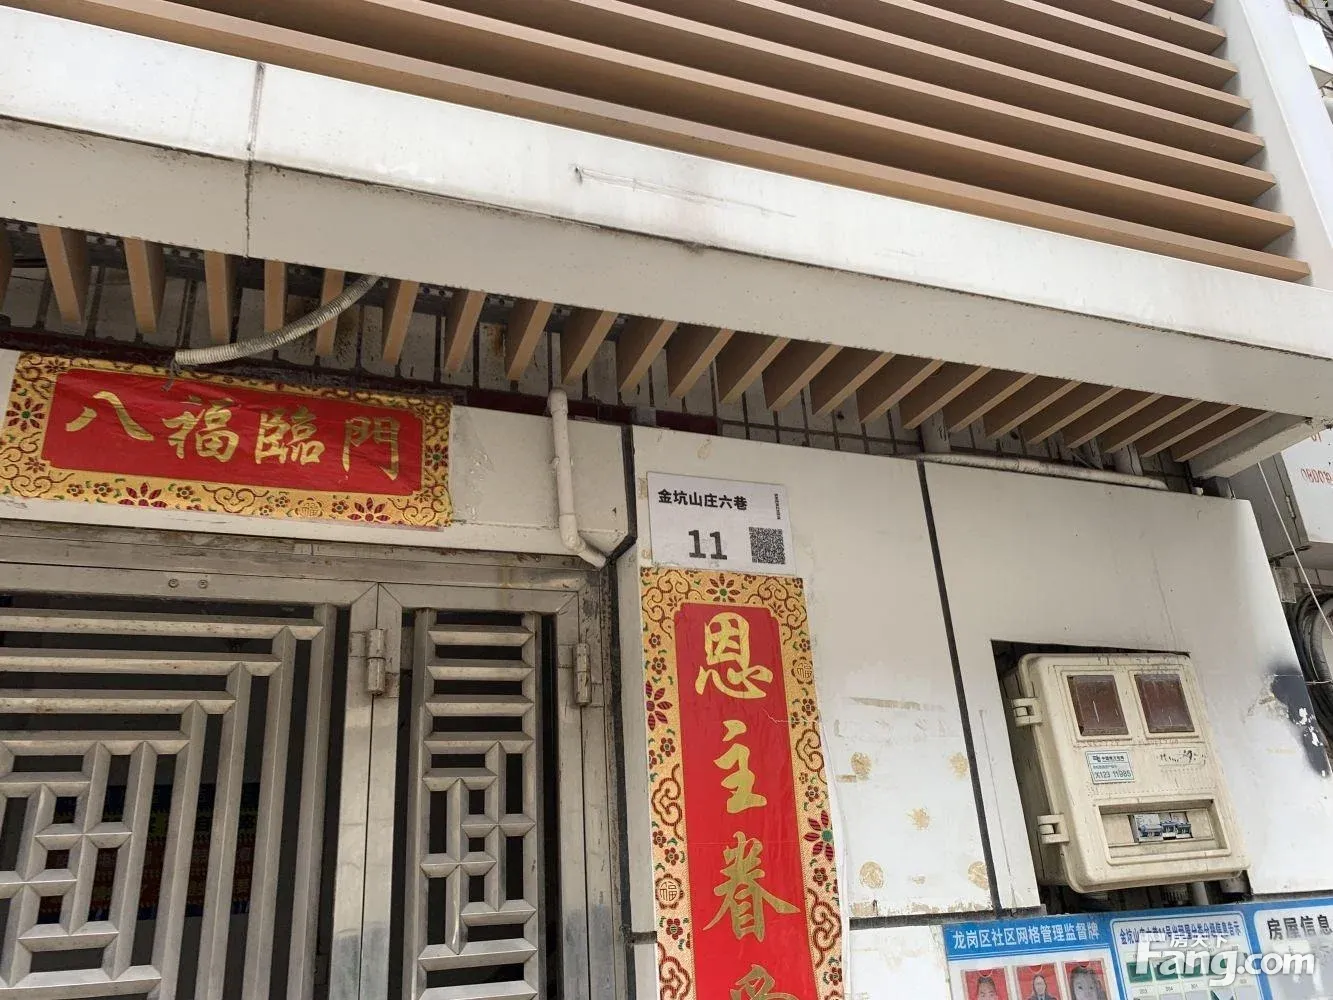 八福臨門
金坑山庄六巷
11
恩主眷
X123 11985
龙岗区社区网格管理监督牌
房屋信息
房天下
Fang.com